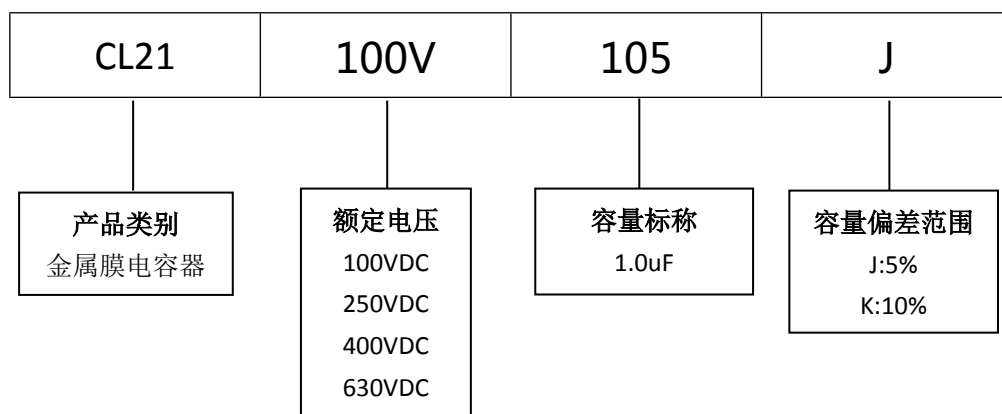 CL21 100V 105 J
产品类别
金属膜电容器
额定电压
100VDC
250VDC
400VDC
630VDC
容量标称
1.0uF
容量偏差范围
J:5%
K:10%